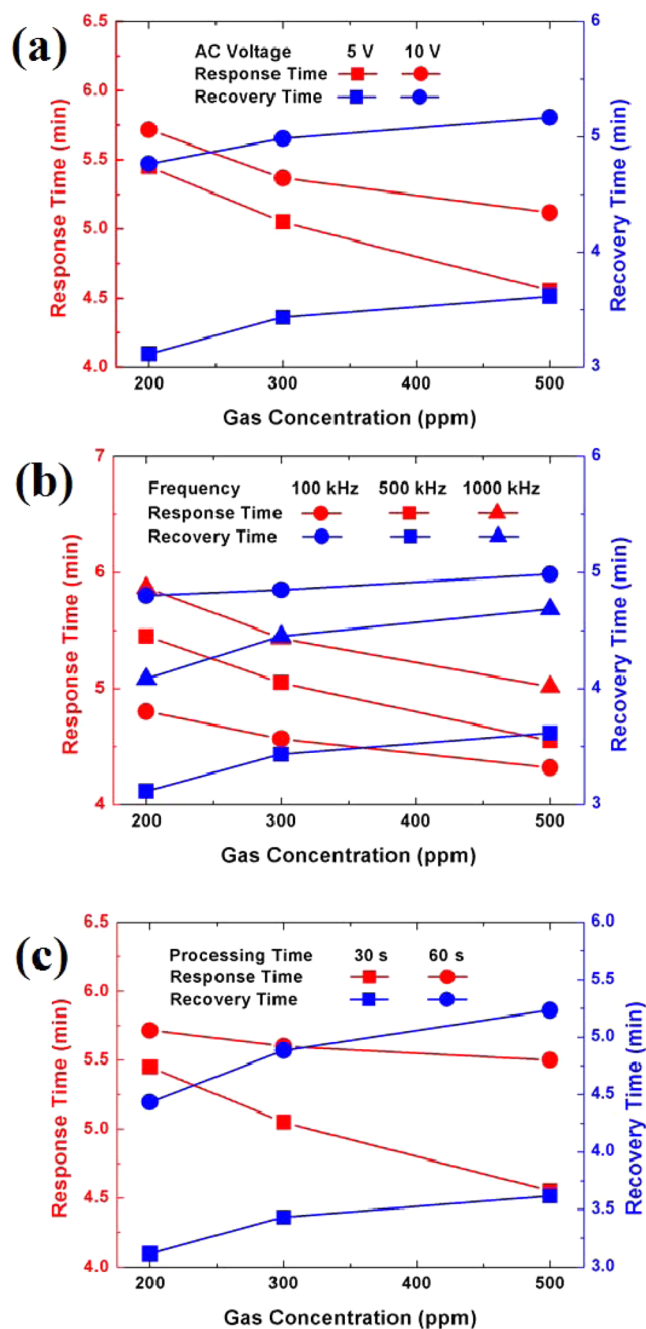 (a)
6.5
6.0
5.5
5.0
4.5
4.0
Response Time (min)
AC Voltage 5 V 10 V
Response Time
Recovery Time
6
5
4
3
Recovery Time (min)
200 300 400 500
Gas Concentration (ppm)
(b)
7
6
5
4
Response Time (min)
Frequency 100 kHz 500 kHz 1000 kHz
Response Time
Recovery Time
6
5
4
3
Recovery Time (min)
200 300 400 500
Gas Concentration (ppm)
(c)
6.5
6.0
5.5
5.0
4.5
4.0
Response Time (min)
Processing Time 30 s 60 s
Response Time
Recovery Time
6.0
5.5
5.0
4.5
4.0
3.5
3.0
Recovery Time (min)
200 300 400 500
Gas Concentration (ppm)